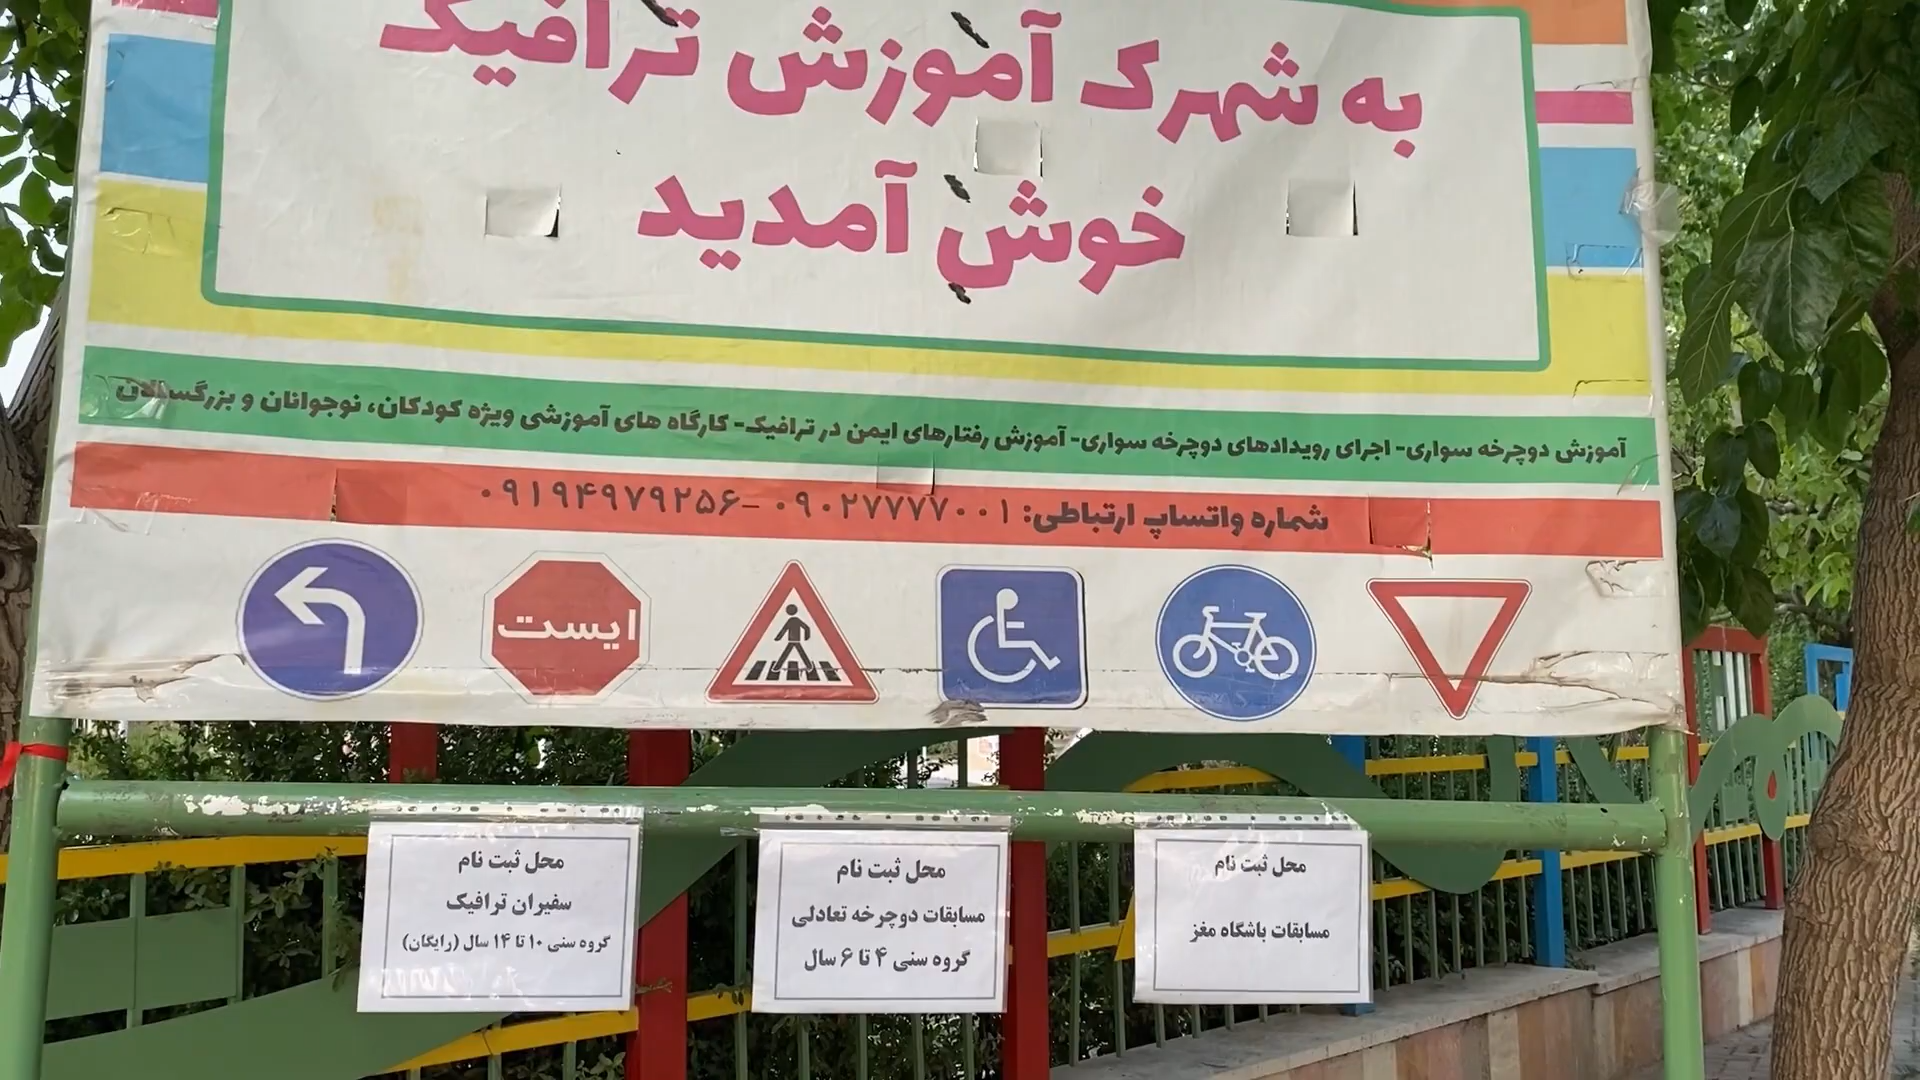 به شهرک آموزش ترافیک
خوش آمدید
آموزش دوچرخه سواری- اجرای رویدادهای دوچرخه سواری- آموزش رفتارهای ایمن در ترافیک- کارگاه های آموزشی ویژه کودکان، نوجوانان و بزرگسالان
شماره واتساپ ارتباطی: ۰۹۰۲۷۷۷۷۰۰۱ -۰۹۱۹۴۹۷۹۲۵۶
ایست
محل ثبت نام
مسابقات باشگاه مغز
محل ثبت نام
مسابقات دوچرخه تعادلی
گروه سنی ۴ تا ۶ سال
محل ثبت نام
سفیران ترافیک
گروه سنی ۱۰ تا ۱۴ سال (رایگان)